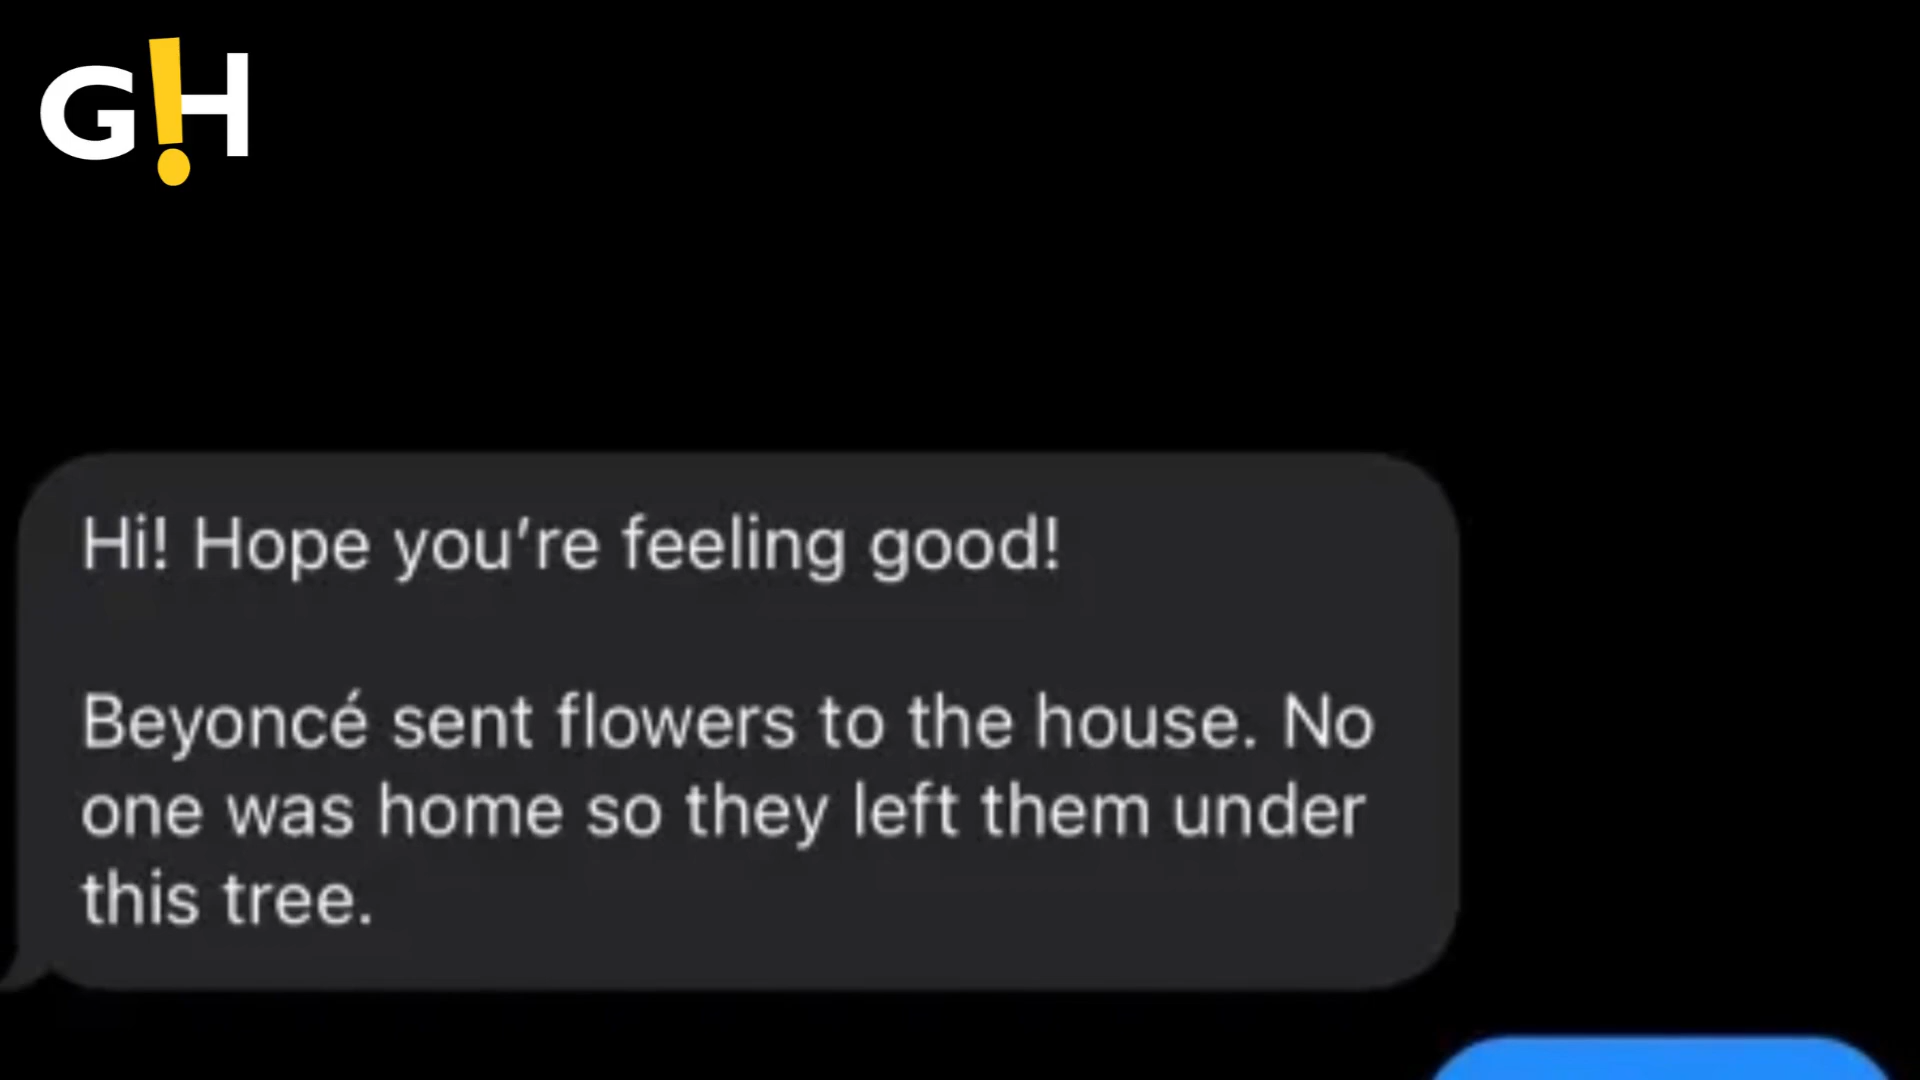 G!H
Hi! Hope you’re feeling good!
Beyoncé sent flowers to the house. No
one was home so they left them under
this tree.